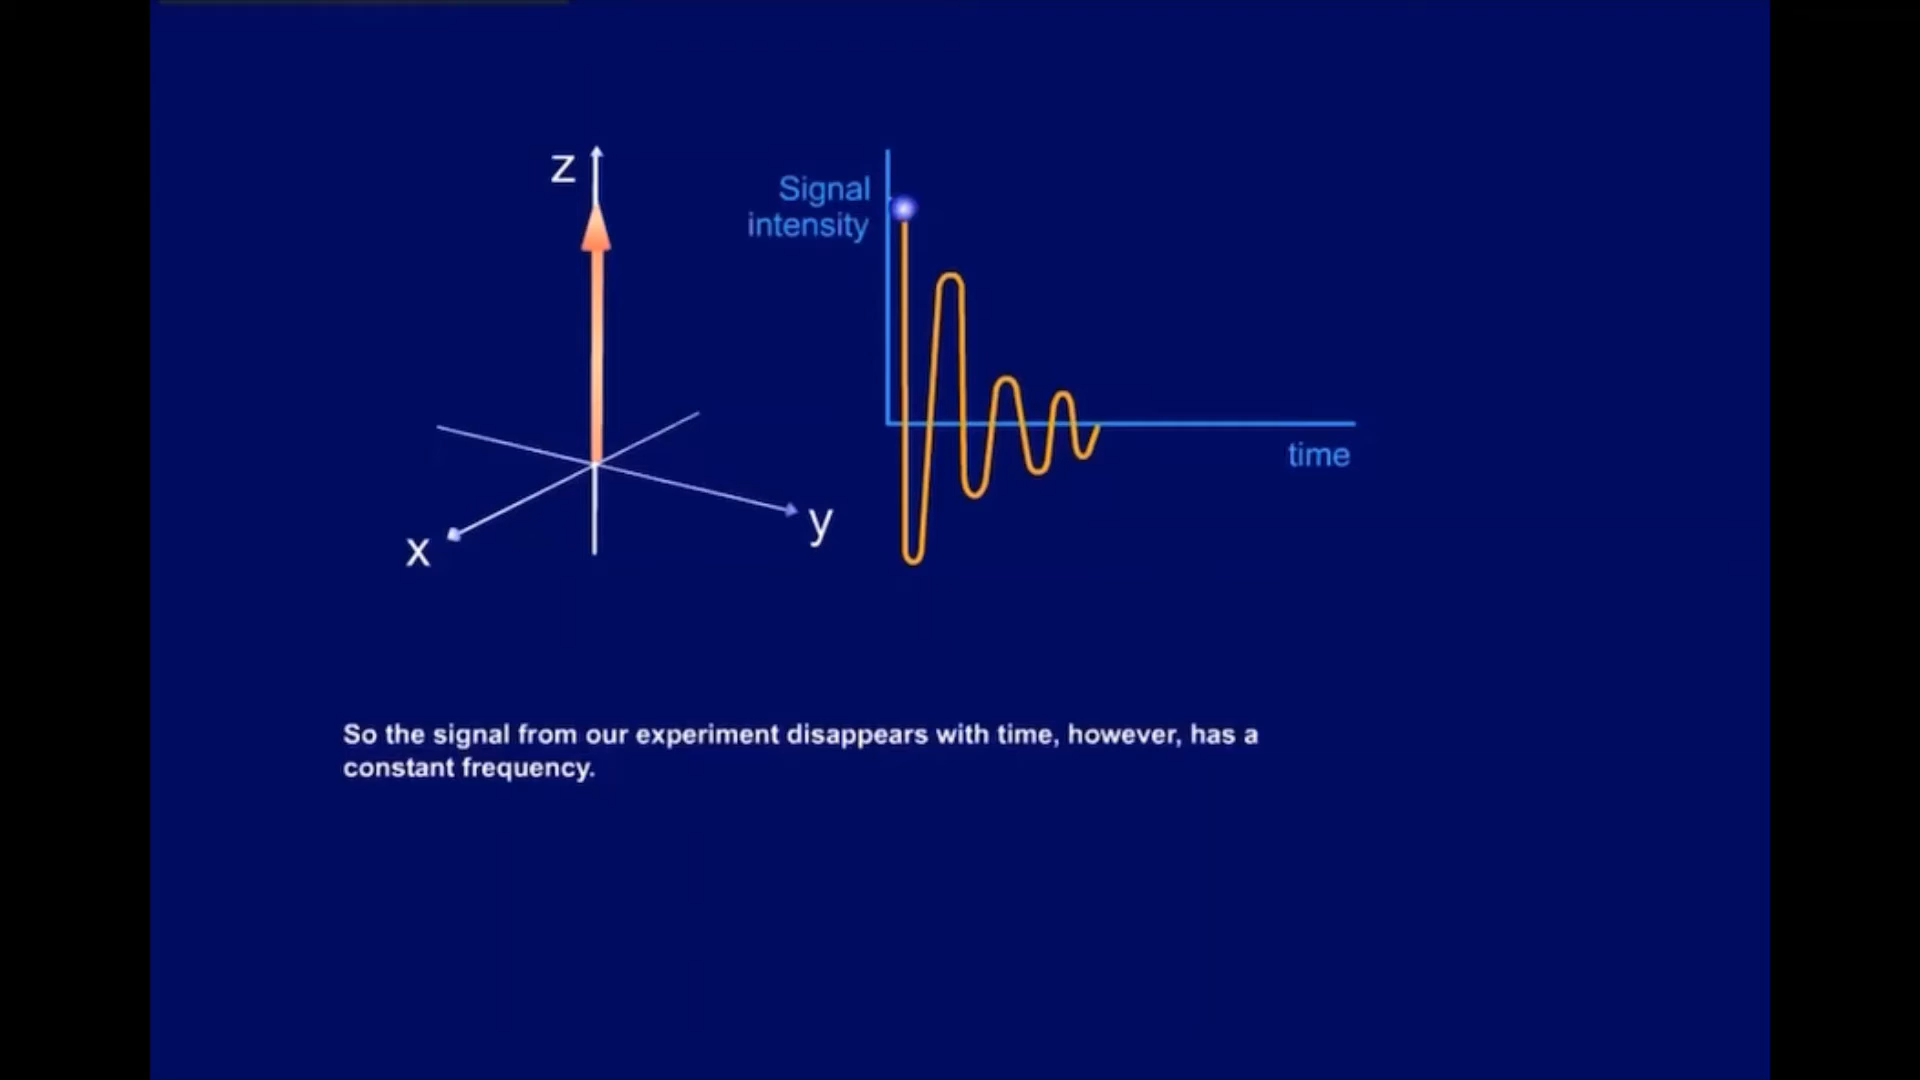 z
Signal
intensity
time
y
x
So the signal from our experiment disappears with time, however, has a
constant frequency.